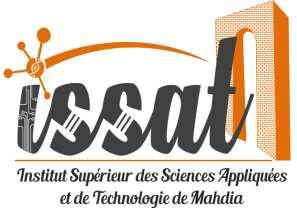 issat
Institut Supérieur des Sciences Appliquées
et de Technologie de Mahdia